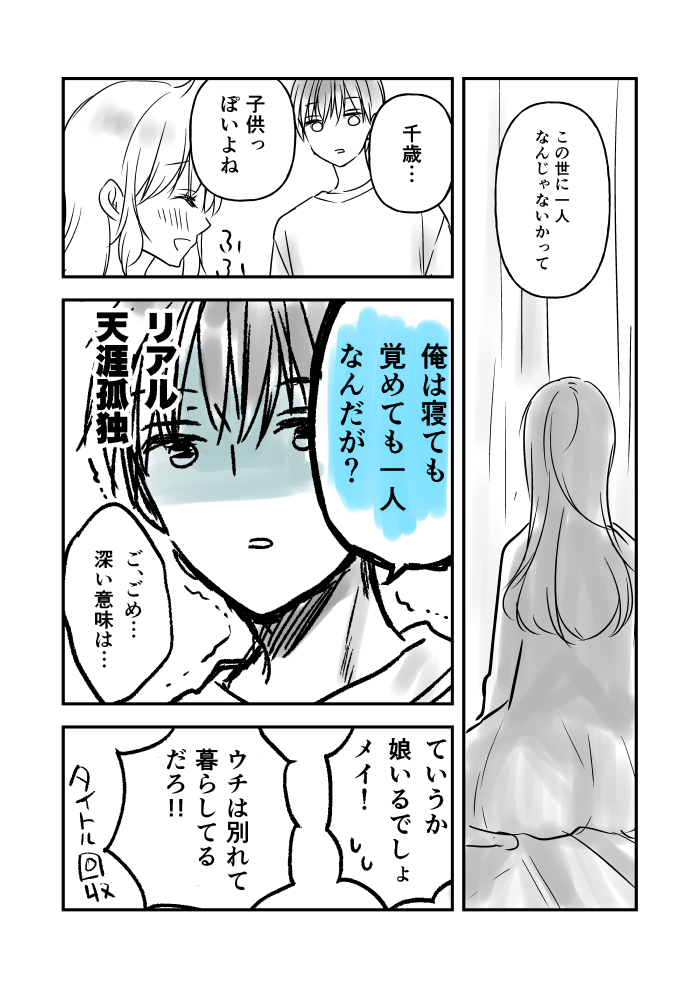 この世に一人
なんじゃないかって
千歳…
子供っ
ぽいよね
ふふ
俺は寝ても
覚めても一人
なんだが？
リアル
天涯孤独
ご、ごめ…
深い意味は…
ていうか
娘いるでしょ
メイ！
ウチは別れて
暮らしてる
だろ!!
タイトル回収